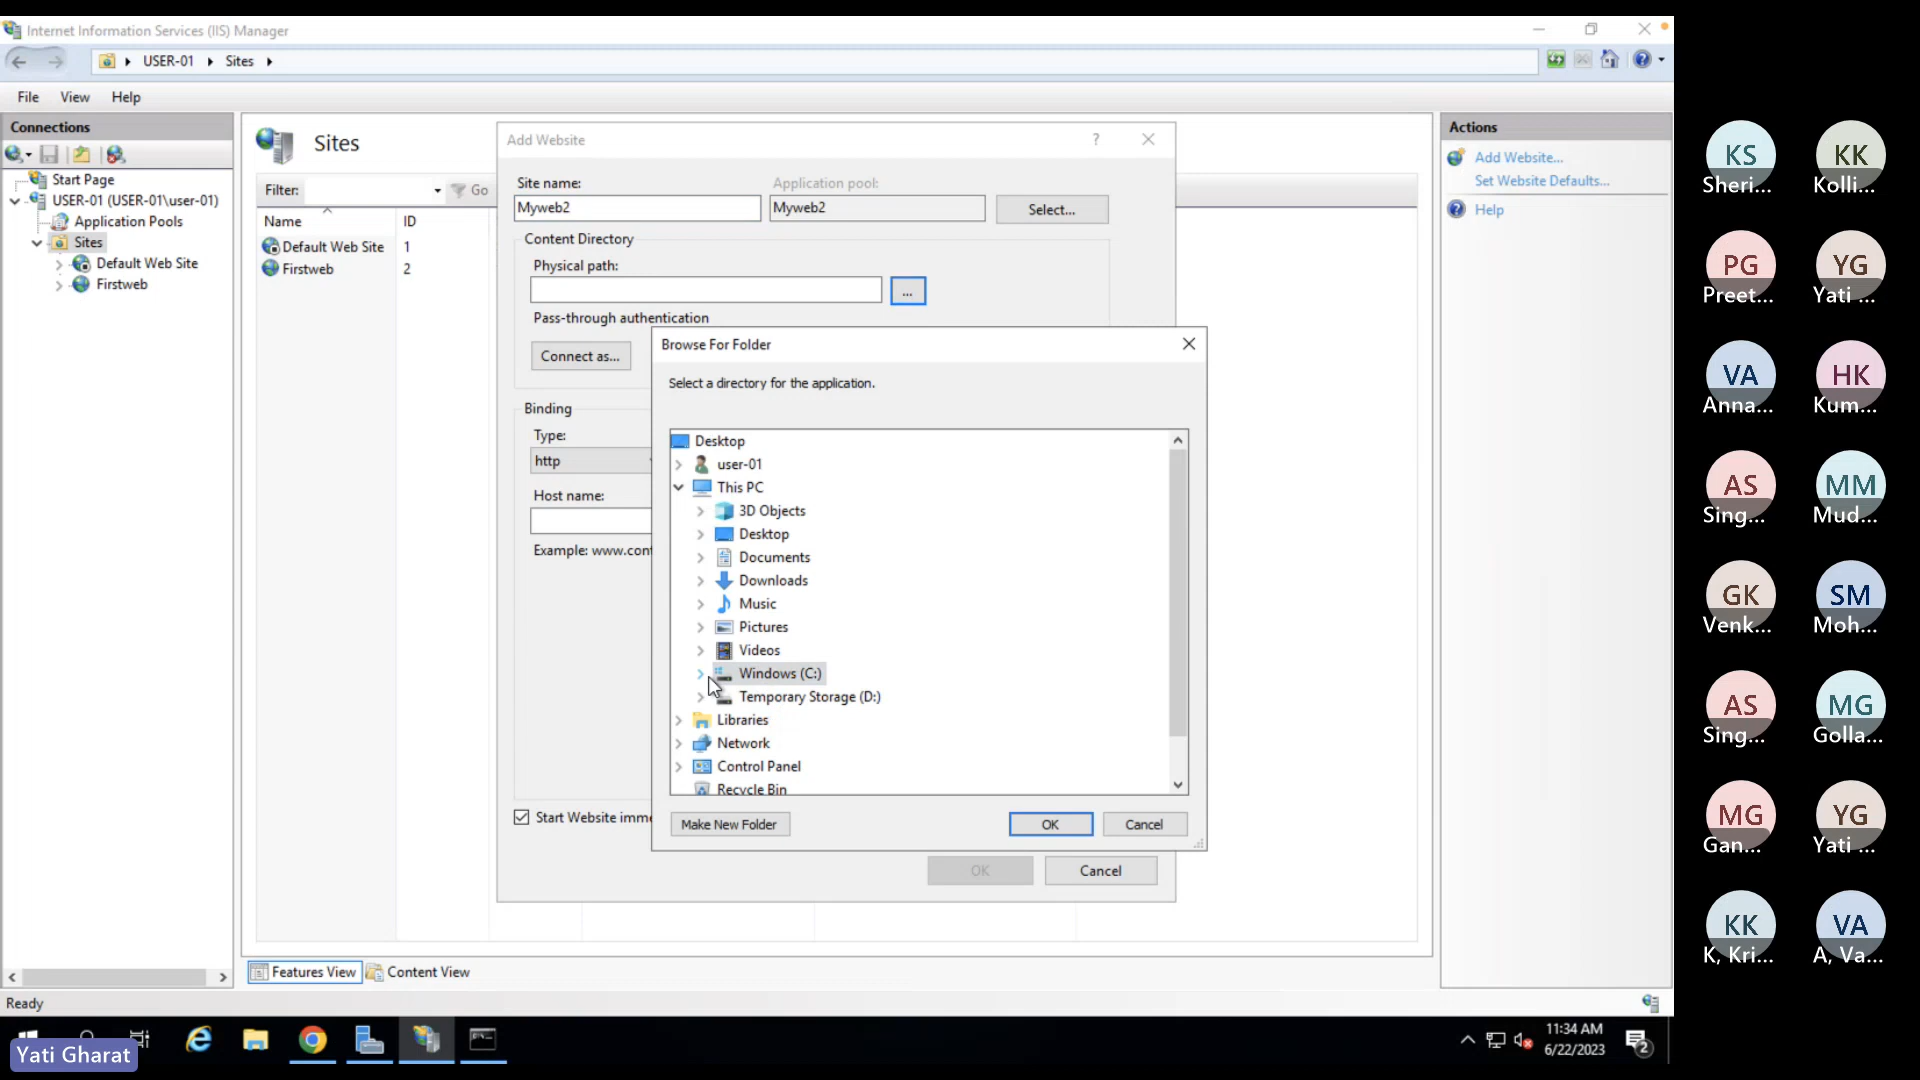 Internet Information Services (IIS) Manager
USER-01
Sites
File
View
Help
Connections
Start Page
USER-01 (USER-01\user-01)
Application Pools
Sites
Default Web Site
Firstweb
Sites
Filter:
Go
Name
ID
Default Web Site
1
Firstweb
2
Features View
Content View
Add Website
?
Site name:
Application pool:
Myweb2
Myweb2
Select...
Content Directory
Physical path:
...
Pass-through authentication
Connect as...
Binding
Type:
http
Host name:
Example: www.cont
Start Website imme
OK
Cancel
Browse For Folder
Select a directory for the application.
Desktop
user-01
This PC
3D Objects
Desktop
Documents
Downloads
Music
Pictures
Videos
Windows (C:)
Temporary Storage (D:)
Libraries
Network
Control Panel
Recycle Bin
Make New Folder
OK
Cancel
Actions
Add Website...
Set Website Defaults...
Help
Ready
Yati Gharat
11:34 AM
6/22/2023
2
KS
Sheri...
KK
Kolli...
PG
Preet...
YG
Yati ...
VA
Anna...
HK
Kum...
AS
Sing...
MM
Mud...
GK
Venk...
SM
Moh...
AS
Sing...
MG
Golla...
MG
Gan...
YG
Yati ...
KK
K, Kri...
VA
A, Va...